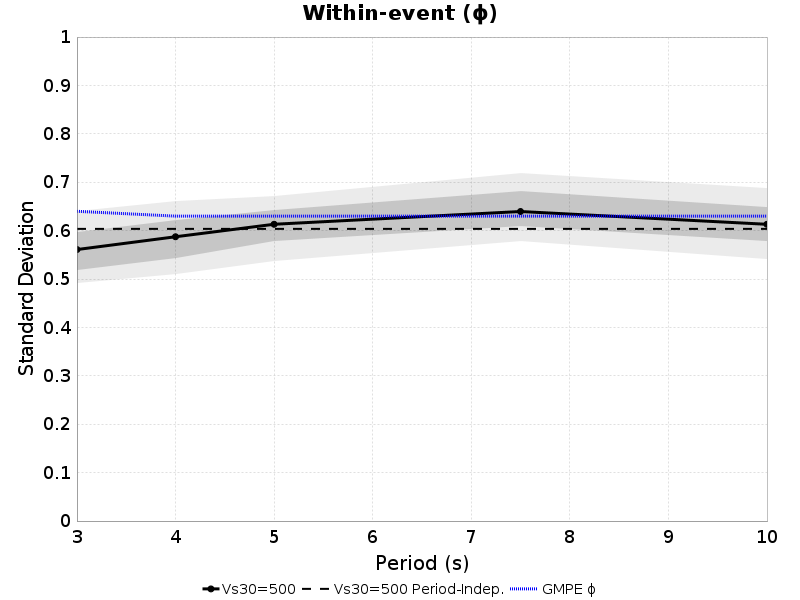 Within-event (ϕ)
Standard Deviation
1
0.9
0.8
0.7
0.6
0.5
0.4
0.3
0.2
0.1
0
3 4 5 6 7 8 9 10
Period (s)
Vs30=500 Vs30=500 Period-Indep. GMPE ϕ